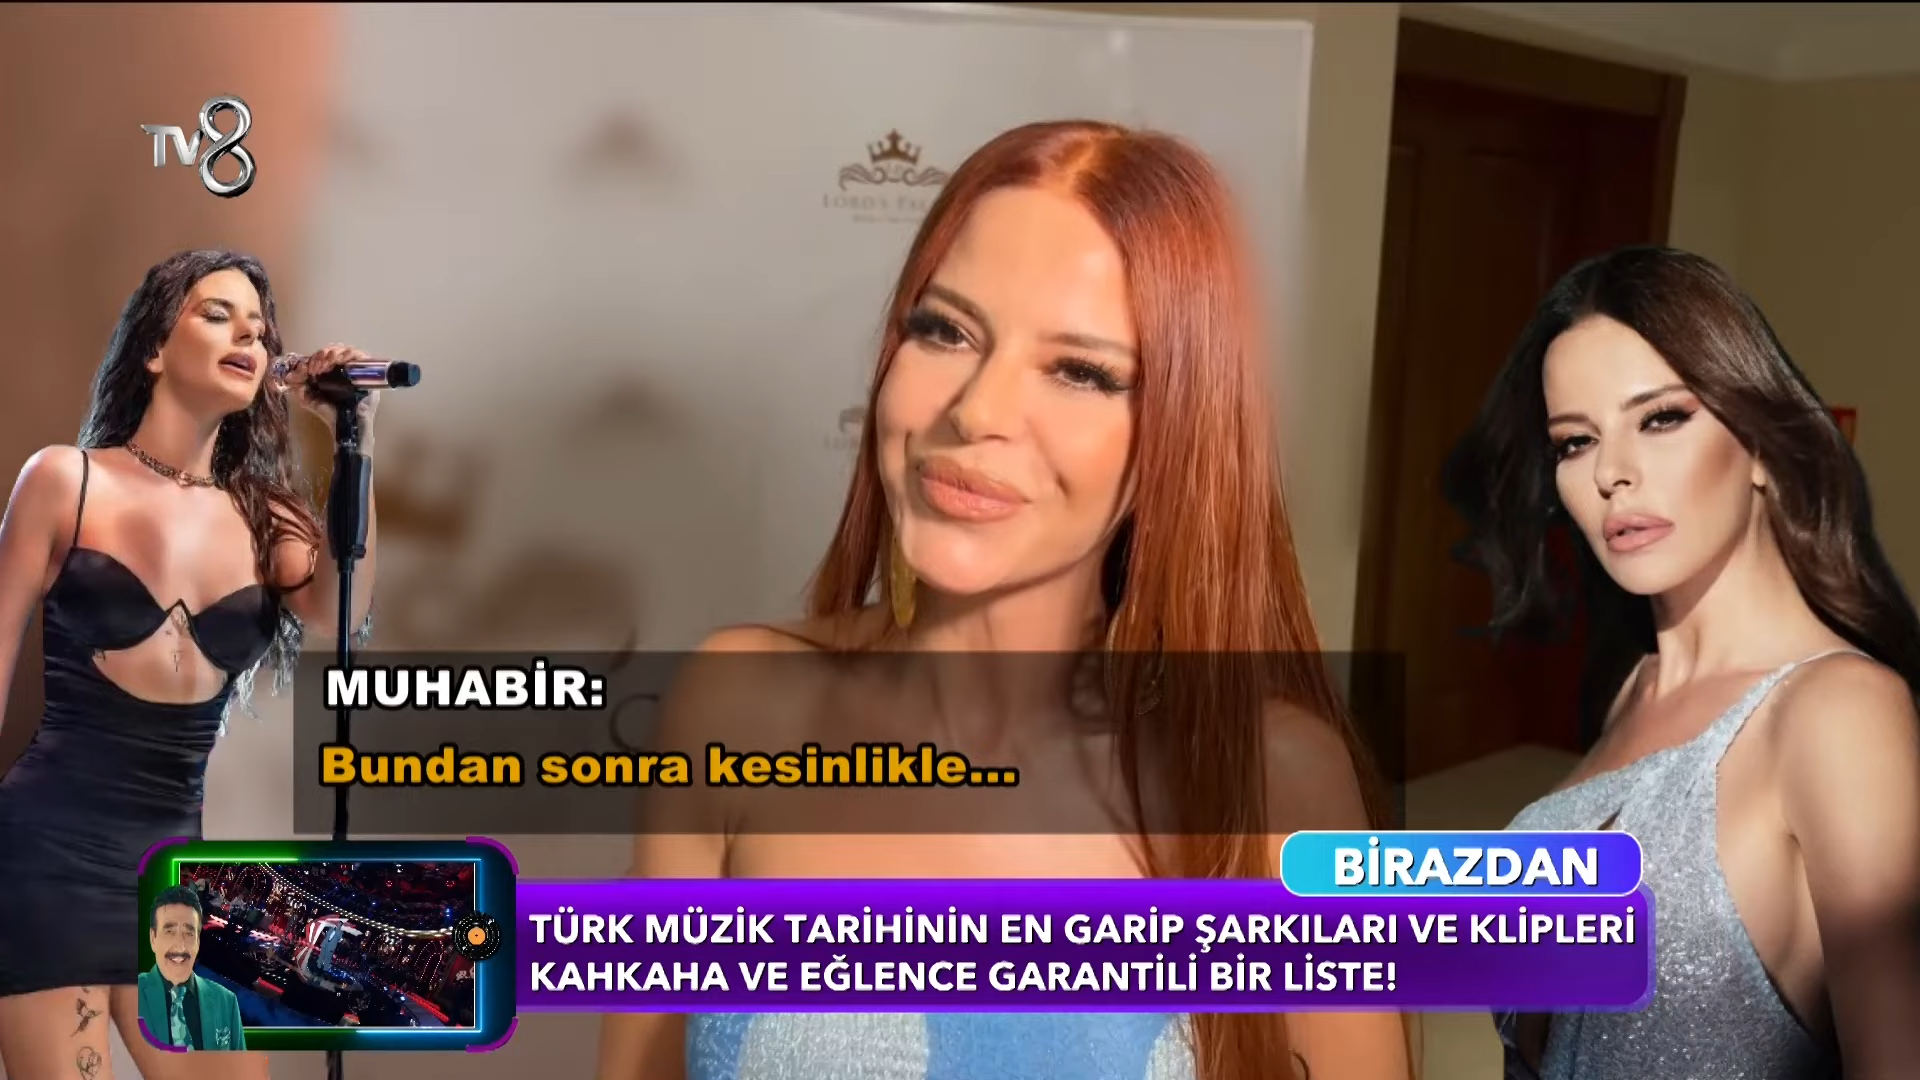 TV8
LORD'S
MUHABİR:
Bundan sonra kesinlikle...
BİRAZDAN
TÜRK MÜZİK TARİHİNİN EN GARİP ŞARKILARI VE KLİPLERİ
KAHKAHA VE EĞLENCE GARANTİLİ BİR LİSTE!